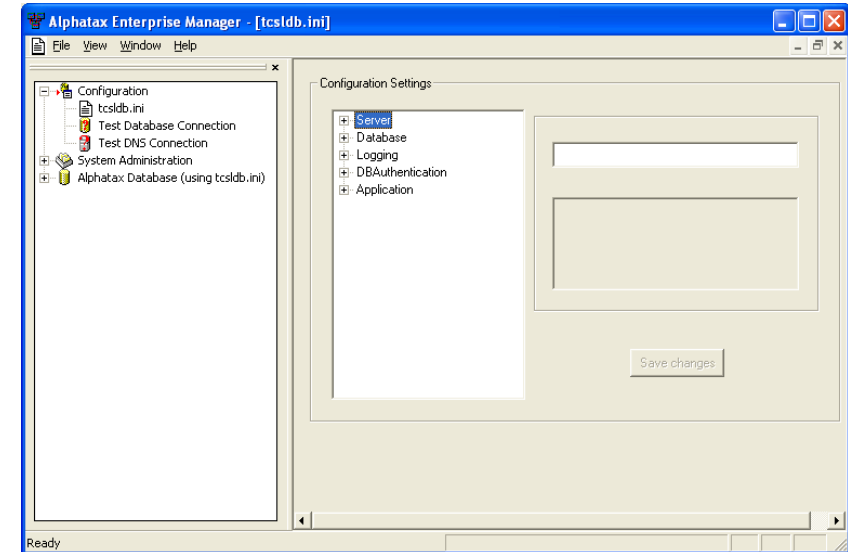 Alphatax Enterprise Manager - [tcsldb.ini]
File View Window Help
Configuration
tcsldb.ini
Test Database Connection
Test DNS Connection
System Administration
Alphatax Database (using tcsldb.ini)
Configuration Settings
Server
Database
Logging
DBAuthentication
Application
Save changes
Ready